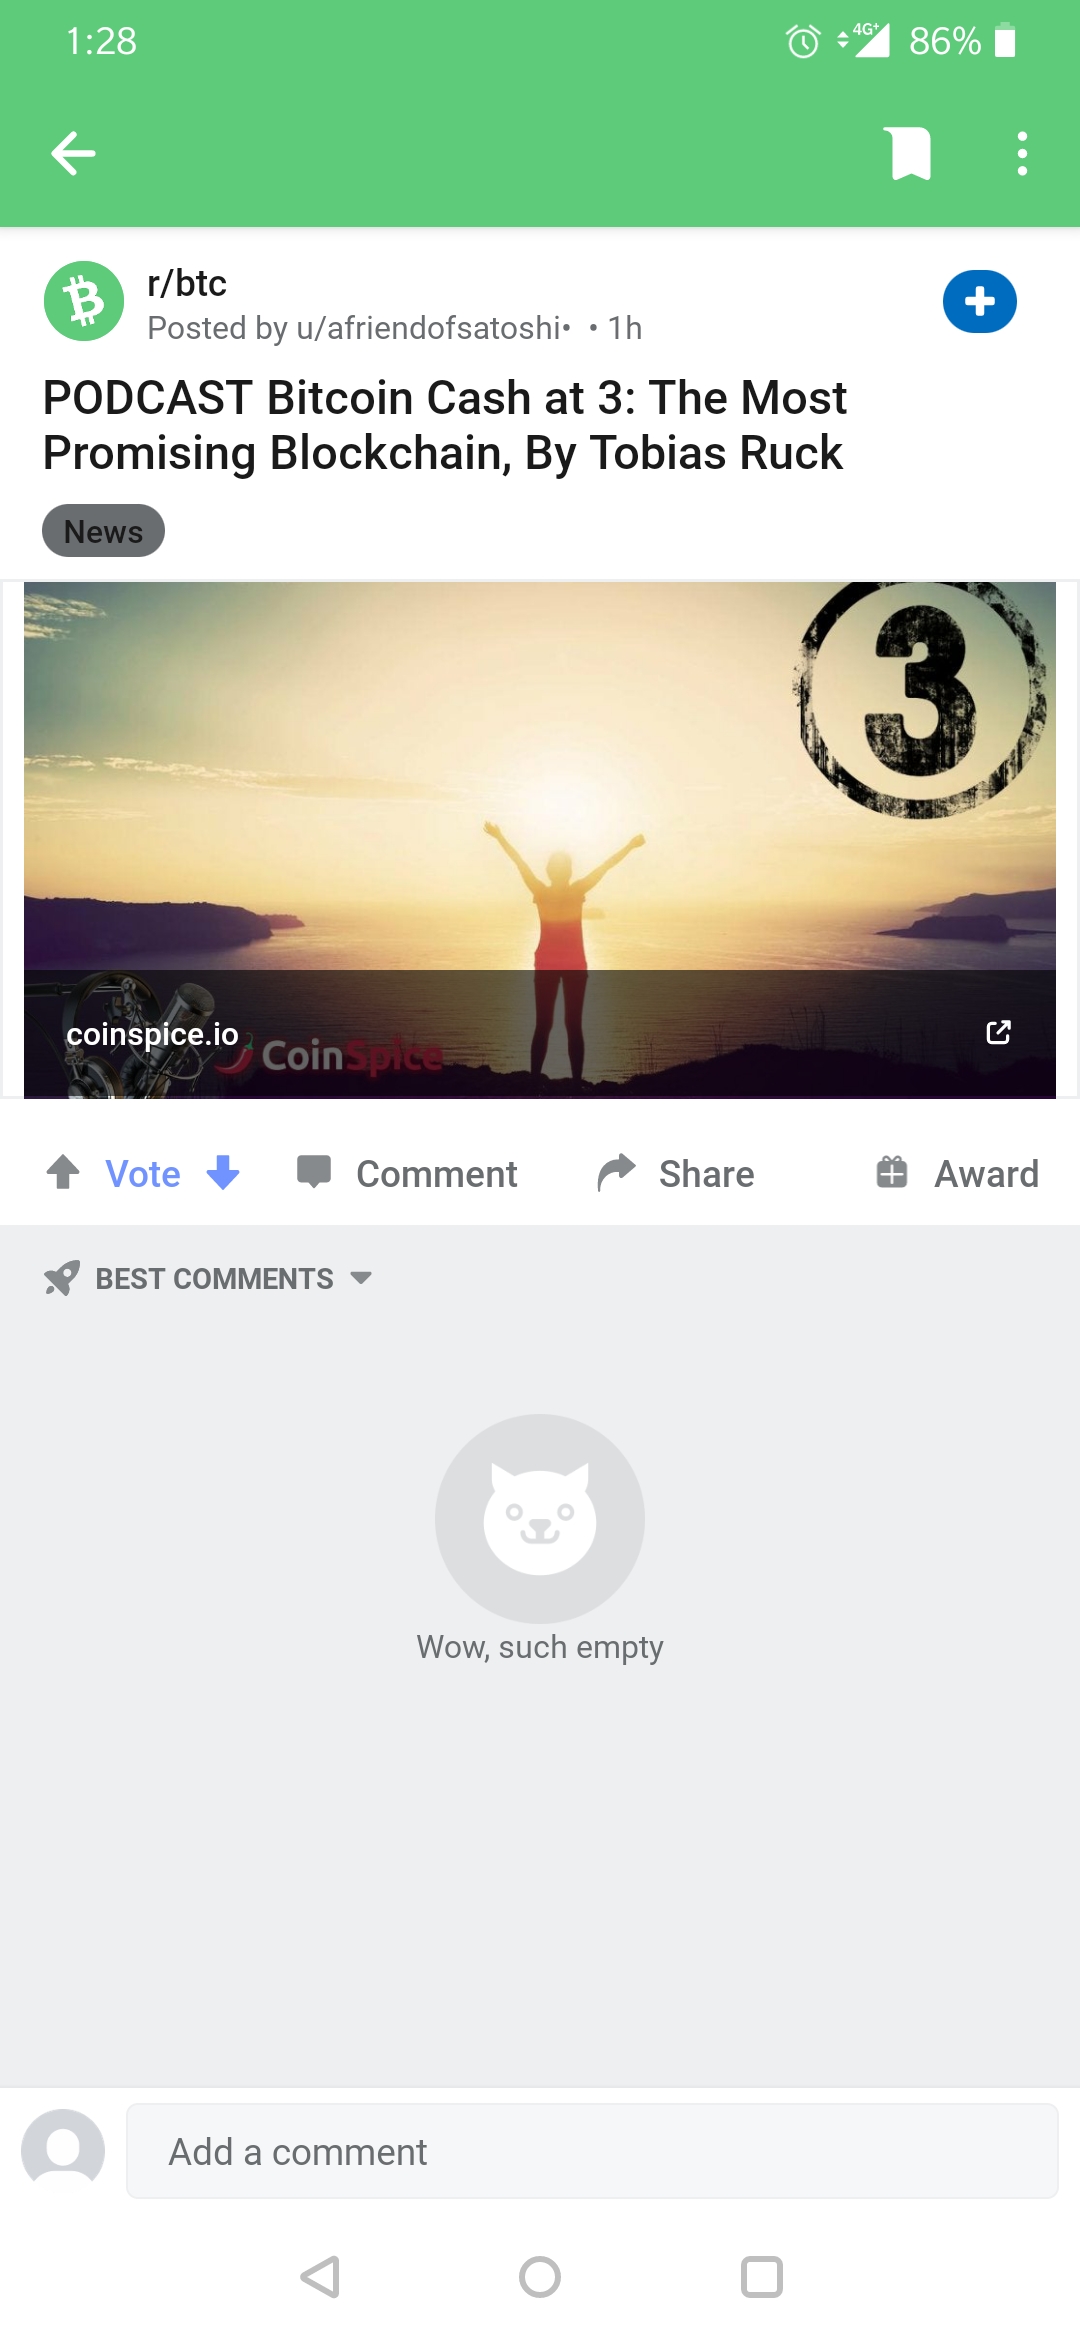 1:28
4G+
86%
r/btc
Posted by u/afriendofsatoshi• • 1h
PODCAST Bitcoin Cash at 3: The Most
Promising Blockchain, By Tobias Ruck
News
3
coinspice.io
CoinSpice
Vote
Comment
Share
Award
BEST COMMENTS
Wow, such empty
Add a comment